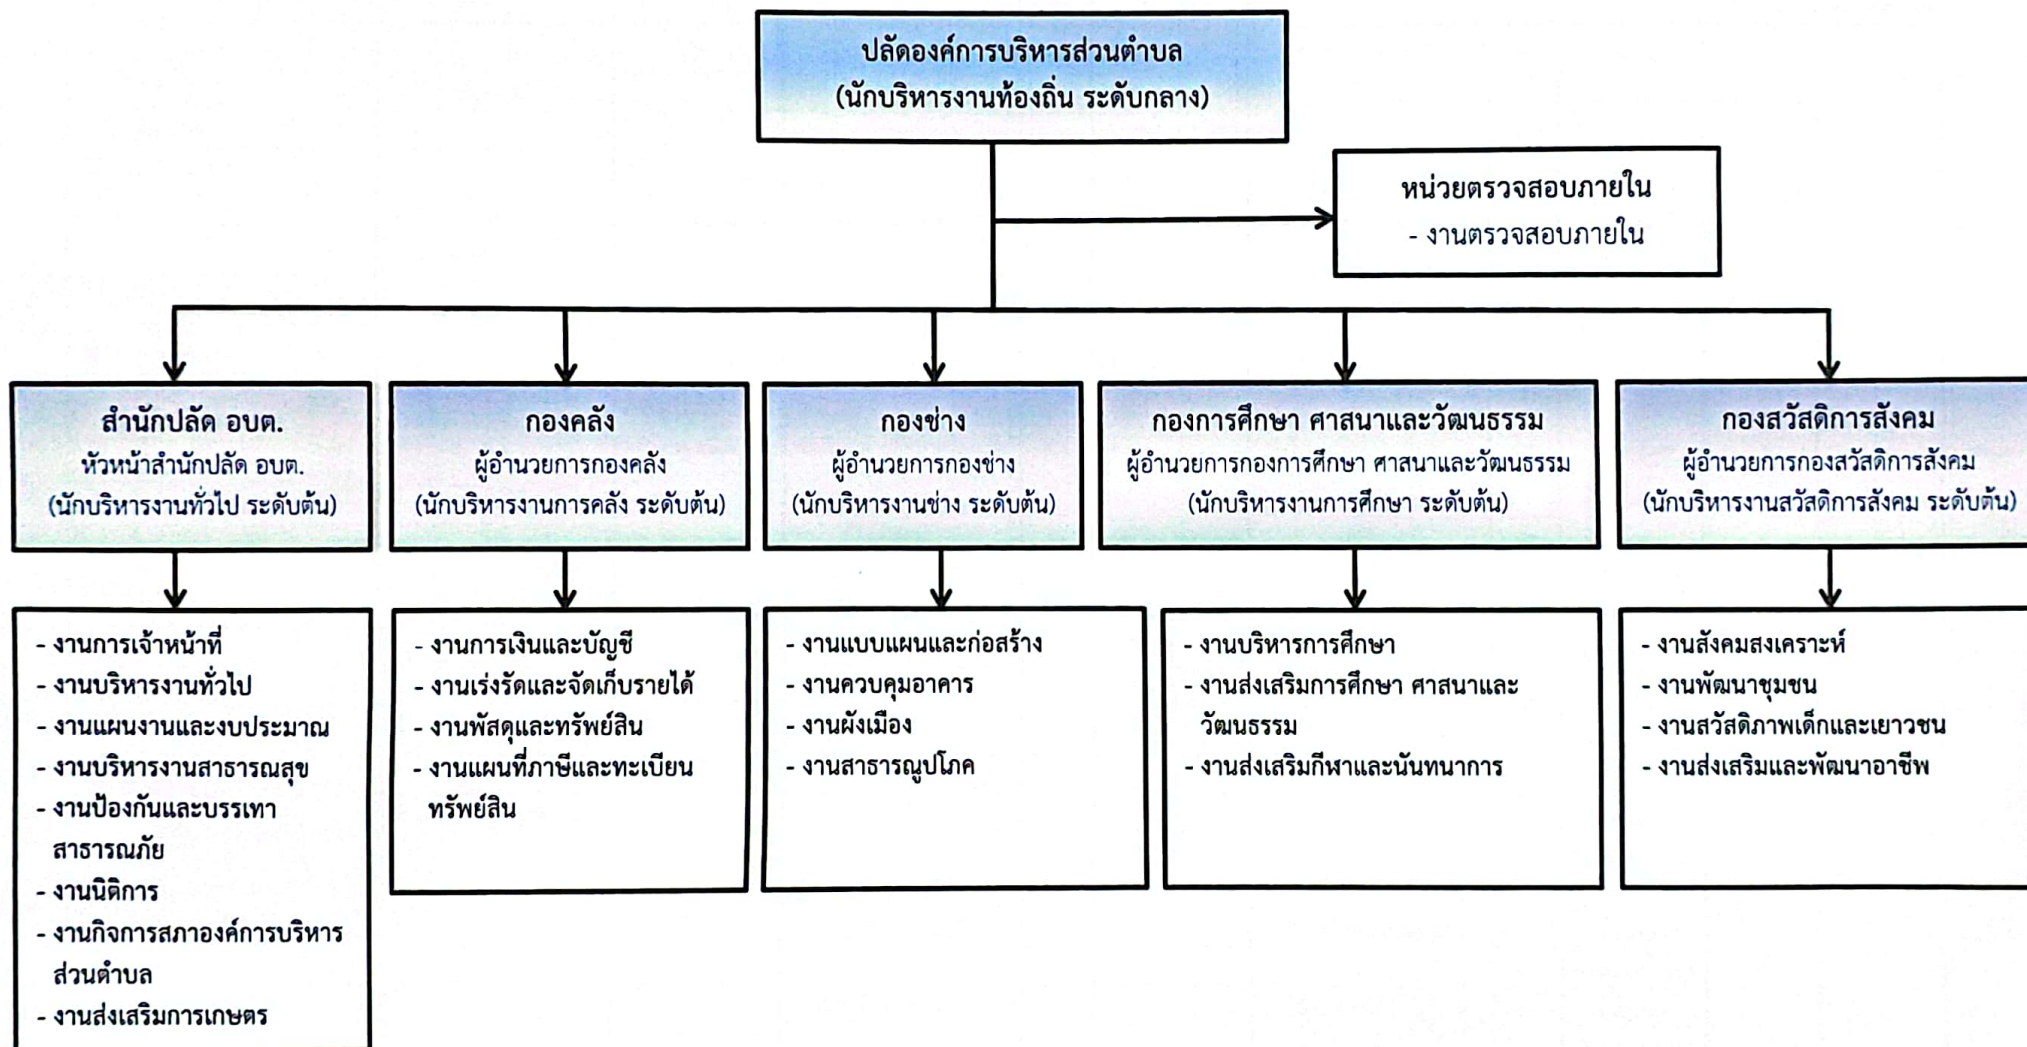 ปลัดองค์การบริหารส่วนตำบล
(นักบริหารงานท้องถิ่น ระดับกลาง)
หน่วยตรวจสอบภายใน
- งานตรวจสอบภายใน
สำนักปลัด อบต.
หัวหน้าสำนักปลัด อบต.
(นักบริหารงานทั่วไป ระดับต้น)
กองคลัง
ผู้อำนวยการกองคลัง
(นักบริหารงานการคลัง ระดับต้น)
กองช่าง
ผู้อำนวยการกองช่าง
(นักบริหารงานช่าง ระดับต้น)
กองการศึกษา ศาสนาและวัฒนธรรม
ผู้อำนวยการกองการศึกษา ศาสนาและวัฒนธรรม
(นักบริหารงานการศึกษา ระดับต้น)
กองสวัสดิการสังคม
ผู้อำนวยการกองสวัสดิการสังคม
(นักบริหารงานสวัสดิการสังคม ระดับต้น)
- งานการเจ้าหน้าที่
- งานบริหารงานทั่วไป
- งานแผนงานและงบประมาณ
- งานบริหารงานสาธารณสุข
- งานป้องกันและบรรเทา
สาธารณภัย
- งานนิติการ
- งานกิจการสภาองค์การบริหาร
ส่วนตำบล
- งานส่งเสริมการเกษตร
- งานการเงินและบัญชี
- งานเร่งรัดและจัดเก็บรายได้
- งานพัสดุและทรัพย์สิน
- งานแผนที่ภาษีและทะเบียน
ทรัพย์สิน
- งานแบบแผนและก่อสร้าง
- งานควบคุมอาคาร
- งานผังเมือง
- งานสาธารณูปโภค
- งานบริหารการศึกษา
- งานส่งเสริมการศึกษา ศาสนาและ
วัฒนธรรม
- งานส่งเสริมกีฬาและนันทนาการ
- งานสังคมสงเคราะห์
- งานพัฒนาชุมชน
- งานสวัสดิภาพเด็กและเยาวชน
- งานส่งเสริมและพัฒนาอาชีพ